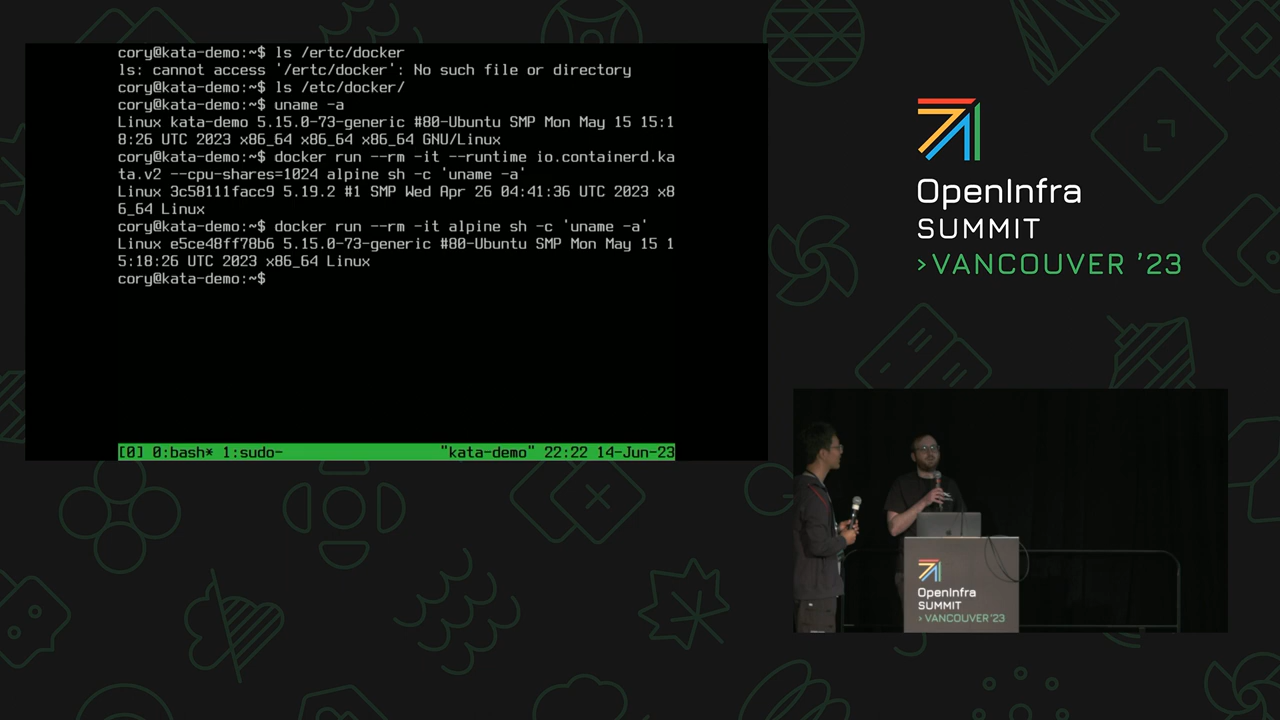 cory@kata-demo:~$ ls /ertc/docker
ls: cannot access '/ertc/docker': No such file or directory
cory@kata-demo:~$ ls /etc/docker/
cory@kata-demo:~$ uname -a
Linux kata-demo 5.15.0-73-generic #80-Ubuntu SMP Mon May 15 15:1
8:26 UTC 2023 x86_64 x86_64 x86_64 GNU/Linux
cory@kata-demo:~$ docker run --rm -it --runtime io.containerd.ka
ta.v2 --cpu-shares=1024 alpine sh -c 'uname -a'
Linux 3c58111facc9 5.19.2 #1 SMP Wed Apr 26 04:41:36 UTC 2023 x8
6_64 Linux
cory@kata-demo:~$ docker run --rm -it alpine sh -c 'uname -a'
Linux e5ce48ff78b6 5.15.0-73-generic #80-Ubuntu SMP Mon May 15 1
5:18:26 UTC 2023 x86_64 Linux
cory@kata-demo:~$
[0] 0:bash* 1:sudo- "kata-demo" 22:22 14-Jun-23
OpenInfra
SUMMIT
>VANCOUVER '23
OpenInfra
SUMMIT
>VANCOUVER '23